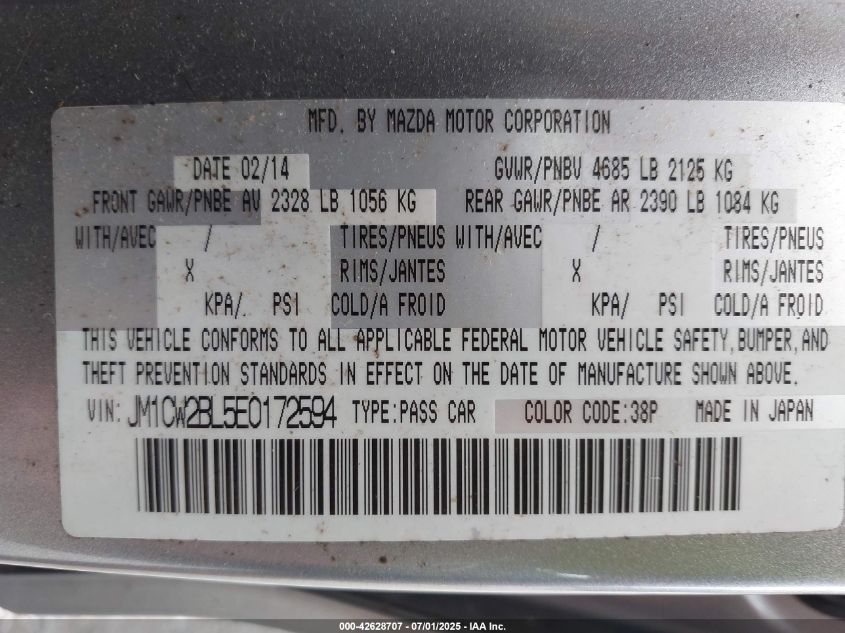 MFD. BY MAZDA MOTOR CORPORATION
DATE 02/14 GVWR/PNBV 4685 LB 2125 KG
FRONT GAWR/PNBE AV 2328 LB 1056 KG REAR GAWR/PNBE AR 2390 LB 1084 KG
WITH/AVEC / TIRES/PNEUS WITH/AVEC / TIRES/PNEUS
X RIMS/JANTES X RIMS/JANTES
KPA/. PSI COLD/A FROID KPA/ PSI COLD/A FROID
THIS VEHICLE CONFORMS TO ALL APPLICABLE FEDERAL MOTOR VEHICLE SAFETY, BUMPER, AND
THEFT PREVENTION STANDARDS IN EFFECT ON THE DATE OF MANUFACTURE SHOWN ABOVE.
VIN: JM1CW2BL5E0172594 TYPE: PASS CAR COLOR CODE: 38P MADE IN JAPAN
000-42628707 - 07/01/2025 - IAA Inc.